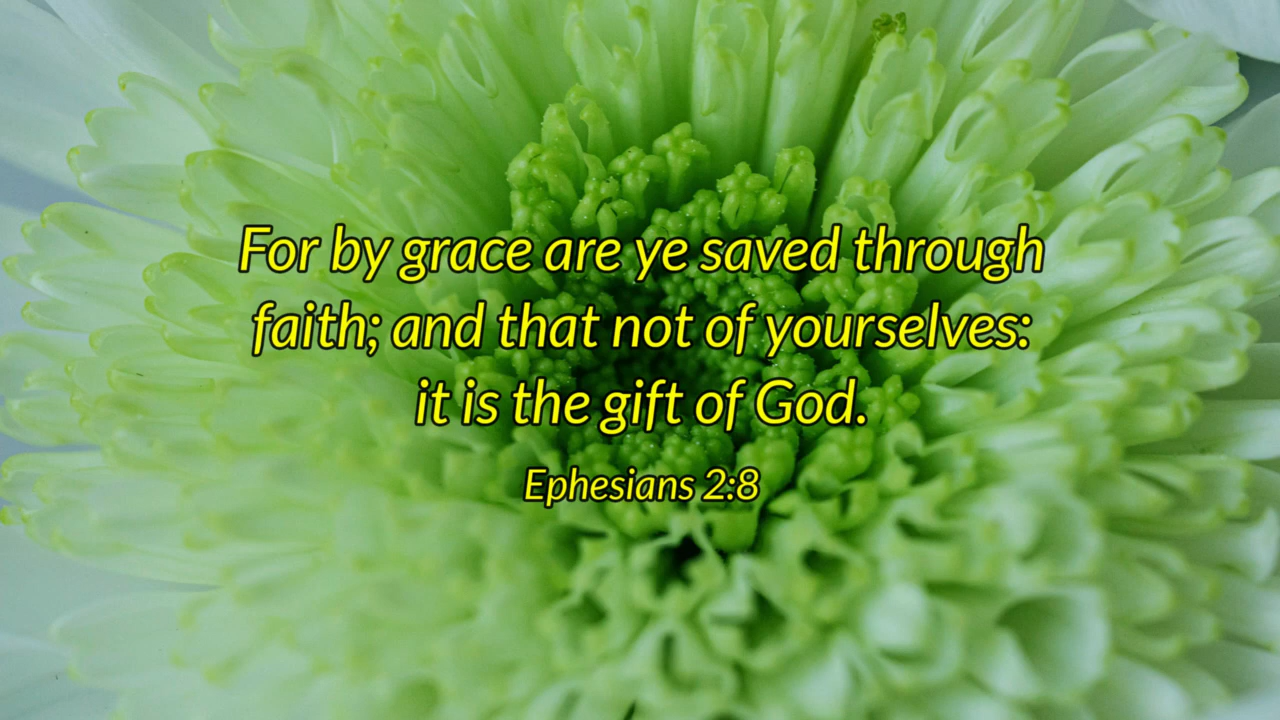 For by grace are ye saved through
faith; and that not of yourselves:
it is the gift of God.
Ephesians 2:8